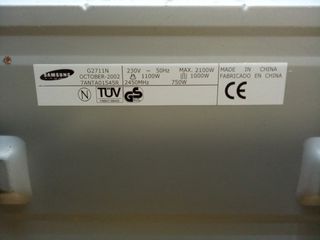 SAMSUNG
G2711N
OCTOBER-2002
7ANTA01545R
230V ~ 50Hz MAX. 2100W
1100W 1000W
2450MHz 750W
MADE IN CHINA
FABRICADO EN CHINA
N TÜV GS CE